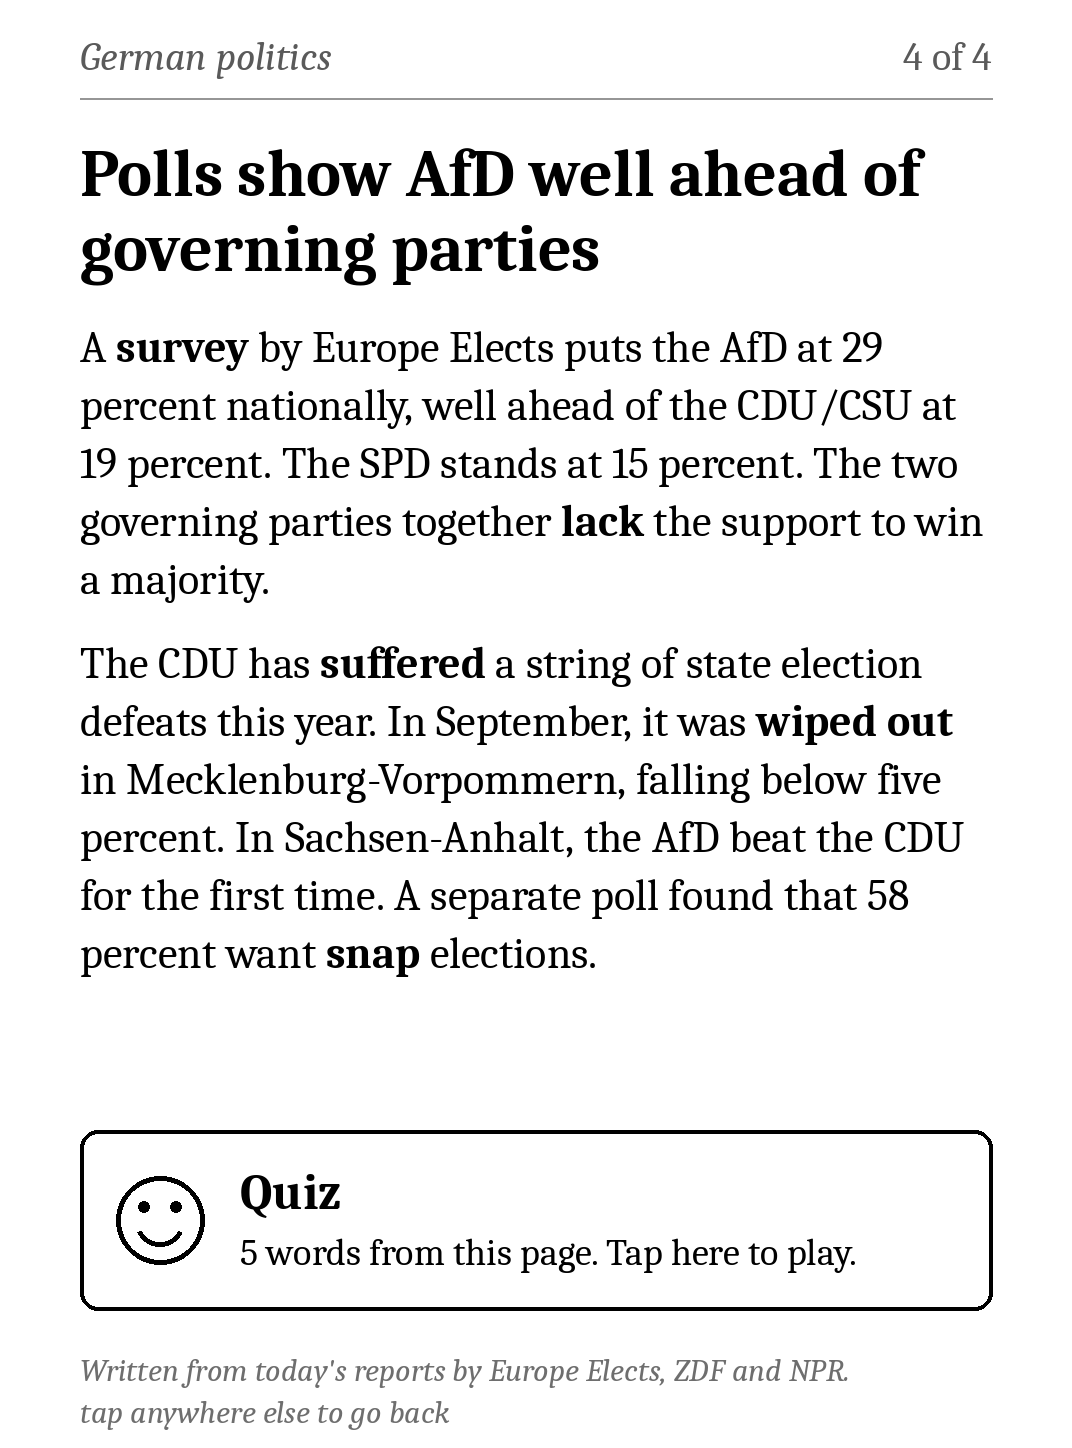 German politics
4 of 4
Polls show AfD well ahead of
governing parties
A survey by Europe Elects puts the AfD at 29
percent nationally, well ahead of the CDU/CSU at
19 percent. The SPD stands at 15 percent. The two
governing parties together lack the support to win
a majority.
The CDU has suffered a string of state election
defeats this year. In September, it was wiped out
in Mecklenburg-Vorpommern, falling below five
percent. In Sachsen-Anhalt, the AfD beat the CDU
for the first time. A separate poll found that 58
percent want snap elections.
Quiz
5 words from this page. Tap here to play.
Written from today's reports by Europe Elects, ZDF and NPR.
tap anywhere else to go back